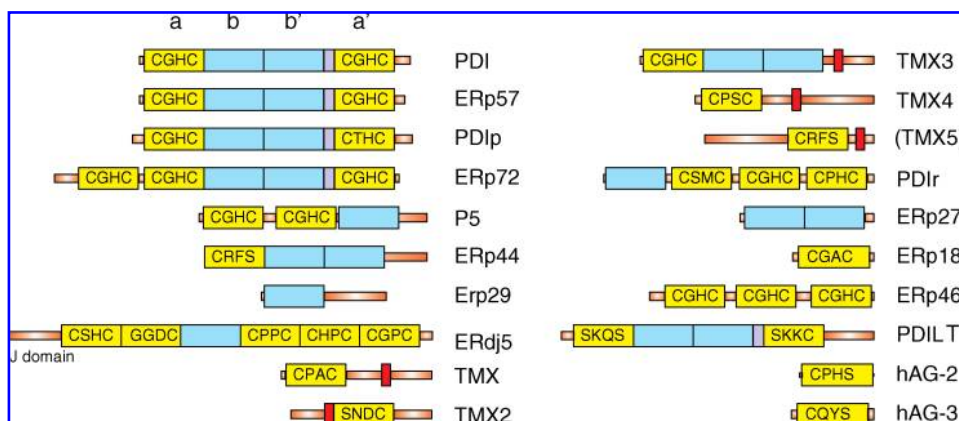 a b b' a'
CGHC CGHC PDI
CGHC CGHC ERp57
CGHC CTHC PDIp
CGHC CGHC CGHC ERp72
CGHC CGHC P5
CRFS ERp44
Erp29
CSHC GGDC CPPC CHPC CGPC ERdj5
J domain
CPAC TMX
SNDC TMX2
CGHC TMX3
CPSC TMX4
CRFS (TMX5
CSMC CGHC CPHC PDIr
ERp27
CGAC ERp18
CGHC CGHC CGHC ERp46
SKQS SKKC PDILT
CPHS hAG-2
CQYS hAG-3